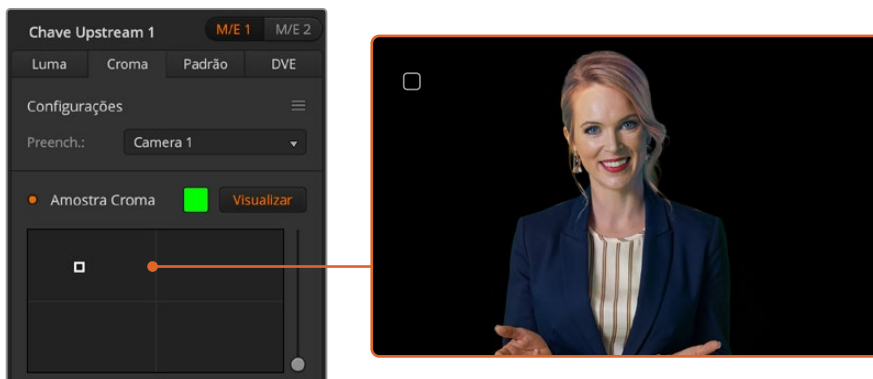 Chave Upstream 1
M/E 1
M/E 2
Luma
Croma
Padrão
DVE
Configurações
Preench.:
Camera 1
Amostra Croma
Visualizar